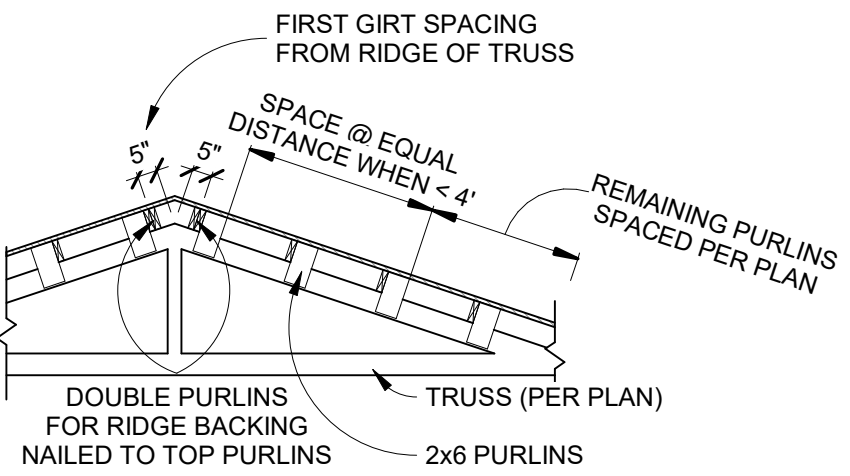 FIRST GIRT SPACING
FROM RIDGE OF TRUSS
SPACE @ EQUAL
DISTANCE WHEN < 4'
5"
5"
REMAINING PURLINS
SPACED PER PLAN
DOUBLE PURLINS
FOR RIDGE BACKING
NAILED TO TOP PURLINS
TRUSS (PER PLAN)
2x6 PURLINS